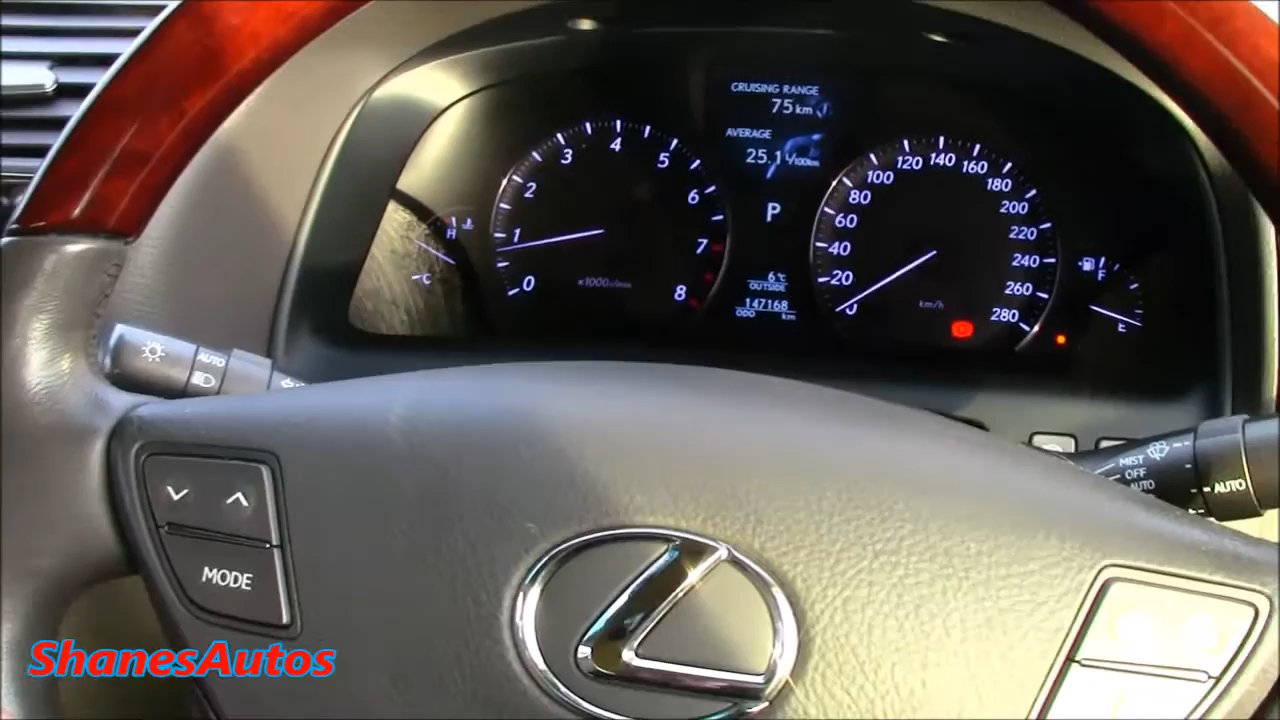 CRUISING RANGE
75 km
AVERAGE
25.1 l/100km
P
6°C
OUTSIDE
147168
ODO km
0 1 2 3 4 5 6 7 8
x1000r/min
0 20 40 60 80 100 120 140 160 180 200 220 240 260 280
km/h
H
C
F
E
AUTO
MODE
MIST
OFF
AUTO
AUTO
ShanesAutos